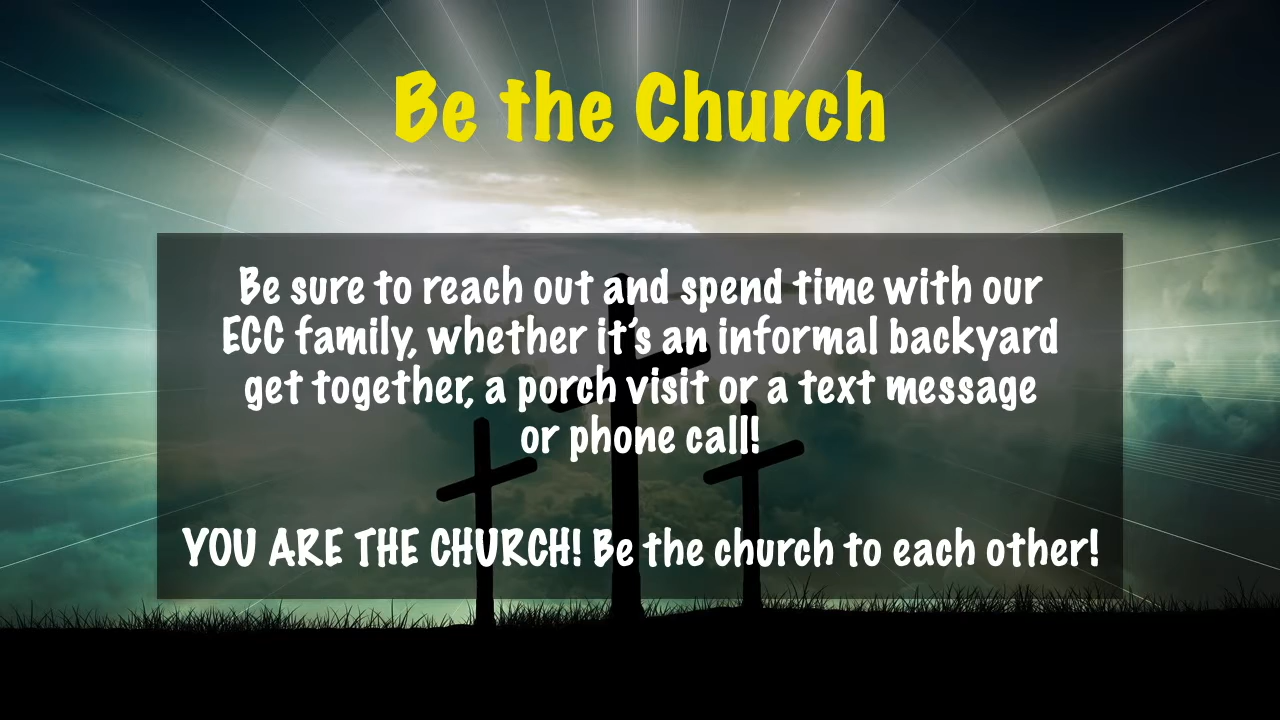 Be the Church
Be sure to reach out and spend time with our
ECC family, whether it's an informal backyard
get together, a porch visit or a text message
or phone call!
YOU ARE THE CHURCH! Be the church to each other!